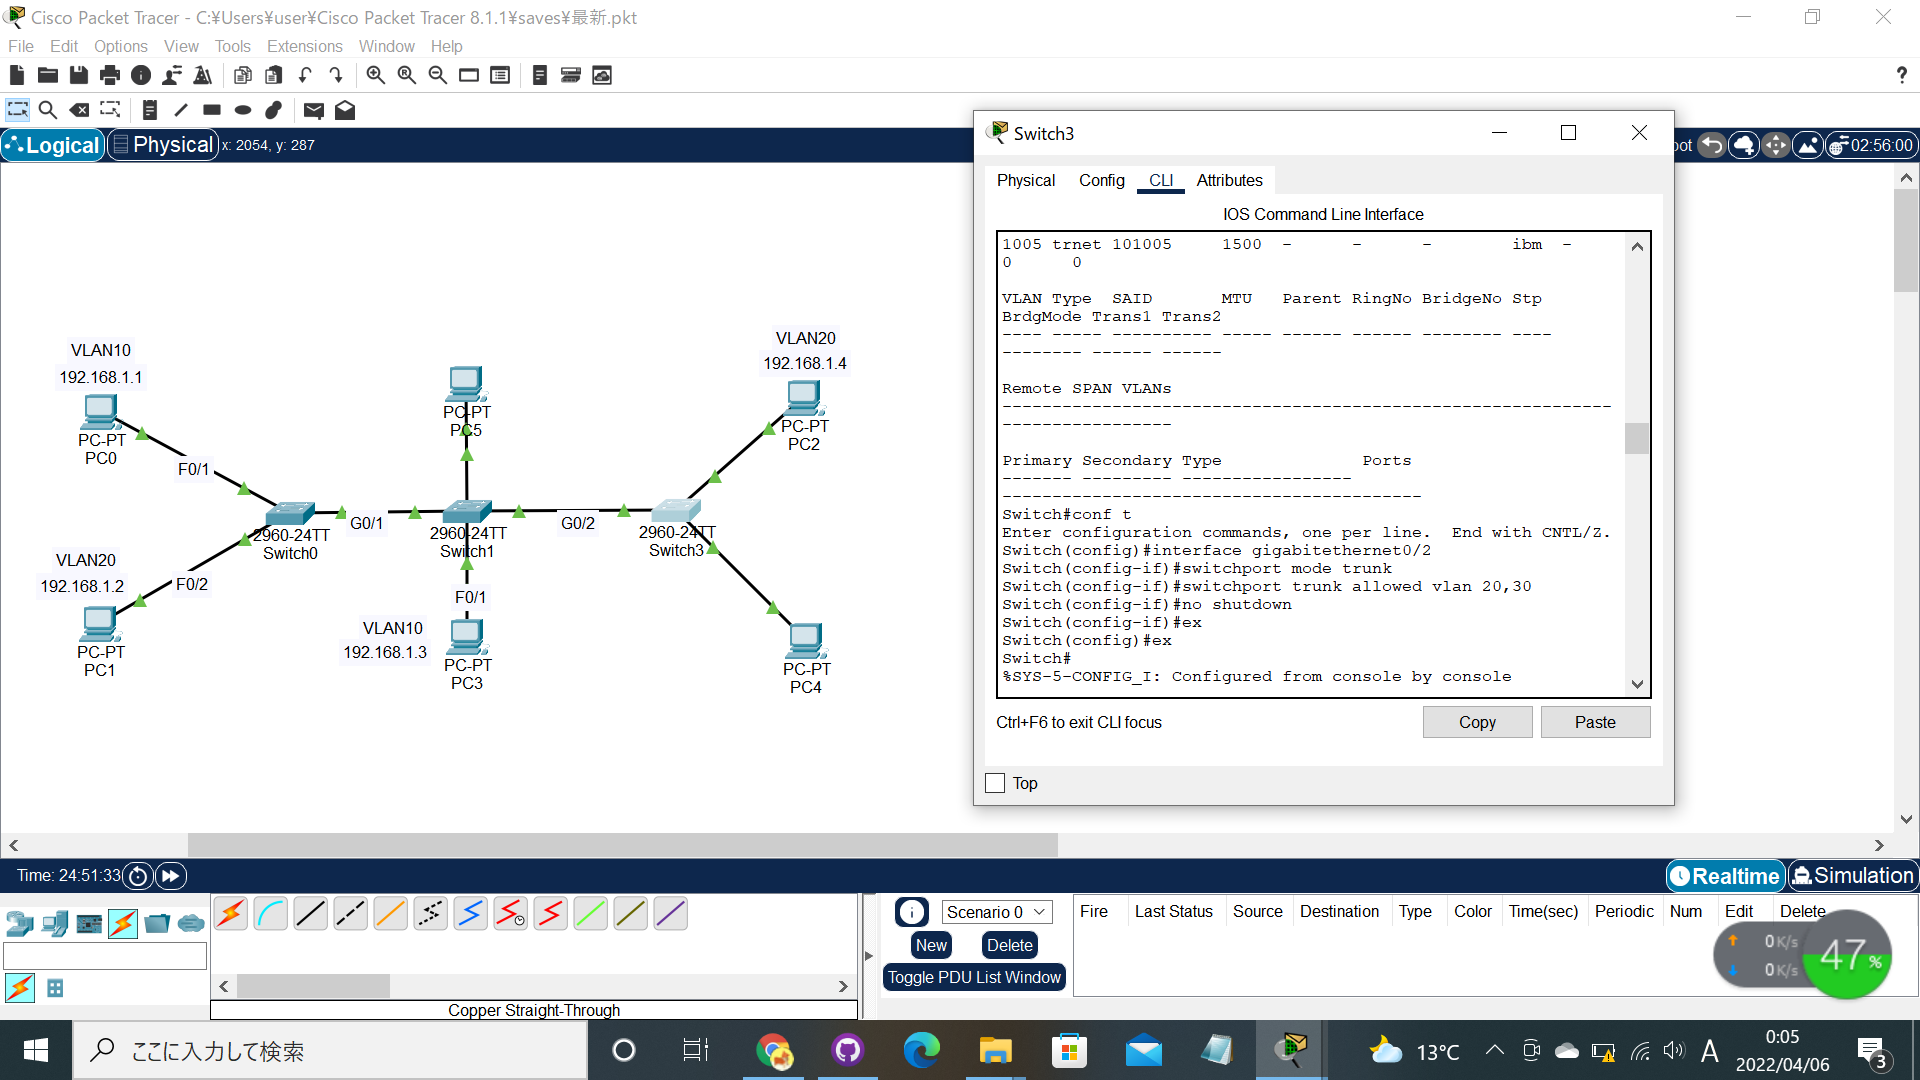 Cisco Packet Tracer - C:¥Users¥user¥Cisco Packet Tracer 8.1.1¥saves¥最新.pkt
File Edit Options View Tools Extensions Window Help
?
Logical Physical x: 2054, y: 287
oot 02:56:00
VLAN10
192.168.1.1
PC-PT
PC0
F0/1
VLAN20
192.168.1.2
PC-PT
PC1
F0/2
2960-24TT
Switch0
G0/1
PC-PT
PC5
2960-24TT
Switch1
F0/1
VLAN10
192.168.1.3
PC-PT
PC3
G0/2
2960-24TT
Switch3
VLAN20
192.168.1.4
PC-PT
PC2
PC-PT
PC4
Switch3
Physical Config CLI Attributes
IOS Command Line Interface
1005 trnet 101005 1500 - - - ibm -
0 0
VLAN Type SAID MTU Parent RingNo BridgeNo Stp
BrdgMode Trans1 Trans2
---- ----- ---------- ----- ------ ------ -------- ----
-------- ------ ------
Remote SPAN VLANs
-------------------------------------------------------------
-----------------
Primary Secondary Type Ports
------- --------- -----------------
------------------------------------------
Switch#conf t
Enter configuration commands, one per line. End with CNTL/Z.
Switch(config)#interface gigabitethernet0/2
Switch(config-if)#switchport mode trunk
Switch(config-if)#switchport trunk allowed vlan 20,30
Switch(config-if)#no shutdown
Switch(config-if)#ex
Switch(config)#ex
Switch#
%SYS-5-CONFIG_I: Configured from console by console
Ctrl+F6 to exit CLI focus
Copy Paste
Top
Time: 24:51:33
Realtime Simulation
Scenario 0
New Delete
Toggle PDU List Window
Fire Last Status Source Destination Type Color Time(sec) Periodic Num Edit Delete
0K/s
0K/s
47%
Copper Straight-Through
ここに入力して検索
13°C
A
0:05
2022/04/06
3